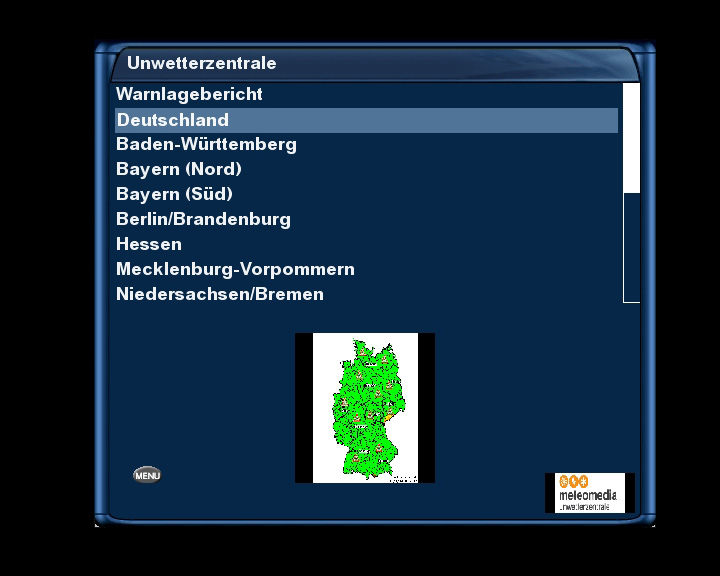 Unwetterzentrale
Warnlagebericht
Deutschland
Baden-Württemberg
Bayern (Nord)
Bayern (Süd)
Berlin/Brandenburg
Hessen
Mecklenburg-Vorpommern
Niedersachsen/Bremen
MENU
meteomedia
unwetterzentrale